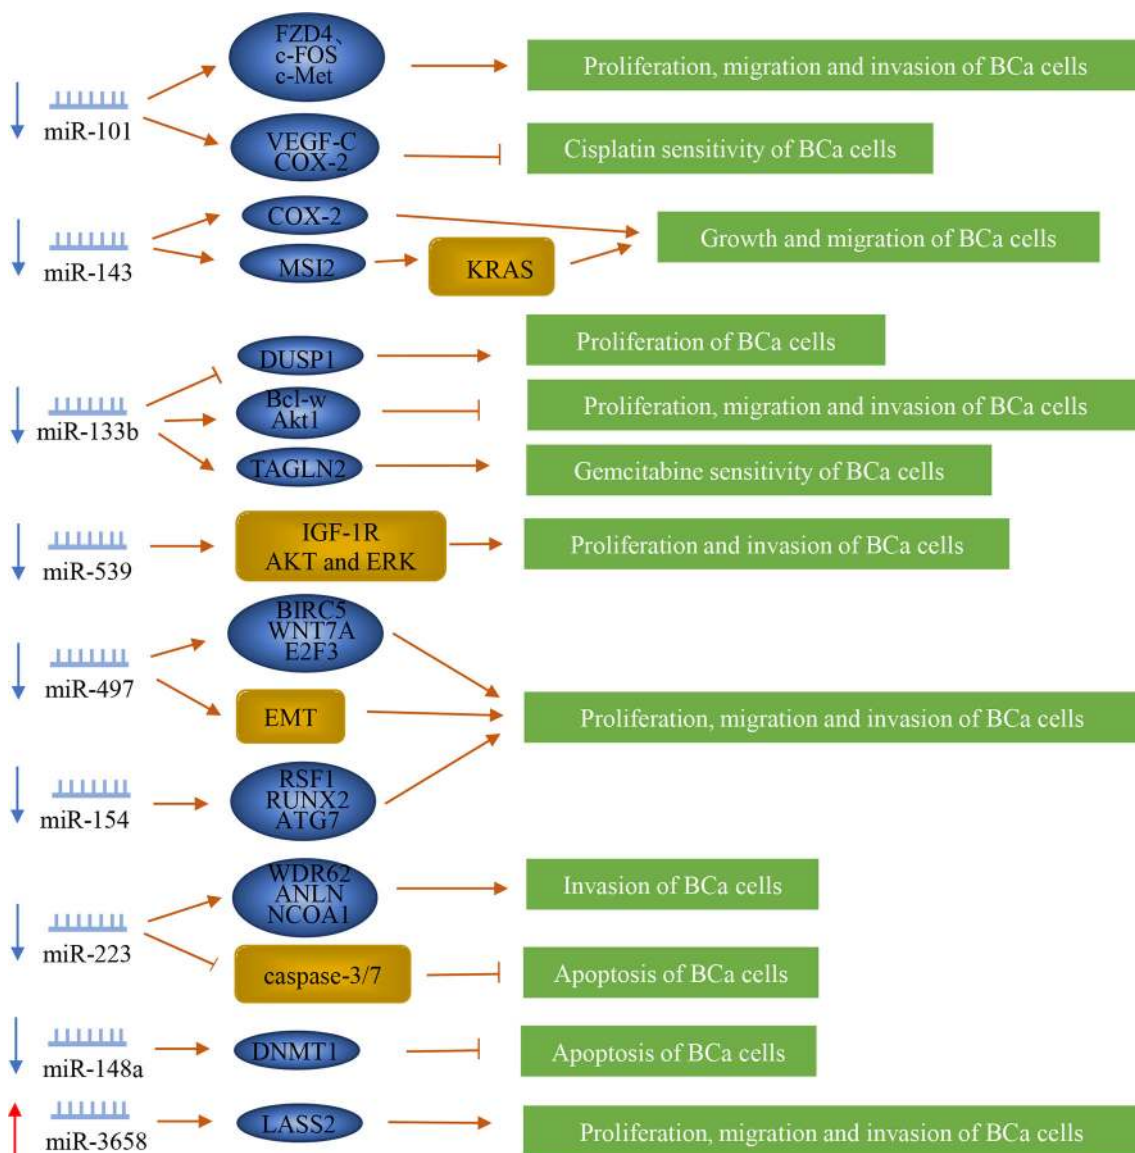 FZD4、
c-FOS
c-Met
Proliferation, migration and invasion of BCa cells
miR-101
VEGF-C
COX-2
Cisplatin sensitivity of BCa cells
COX-2
Growth and migration of BCa cells
miR-143
MSI2
KRAS
Proliferation of BCa cells
DUSP1
Bcl-w
Akt1
Proliferation, migration and invasion of BCa cells
miR-133b
TAGLN2
Gemcitabine sensitivity of BCa cells
IGF-1R
AKT and ERK
Proliferation and invasion of BCa cells
miR-539
BIRC5
WNT7A
E2F3
miR-497
EMT
Proliferation, migration and invasion of BCa cells
RSF1
RUNX2
ATG7
miR-154
WDR62
ANLN
NCOA1
Invasion of BCa cells
miR-223
caspase-3/7
Apoptosis of BCa cells
DNMT1
Apoptosis of BCa cells
miR-148a
LASS2
miR-3658
Proliferation, migration and invasion of BCa cells